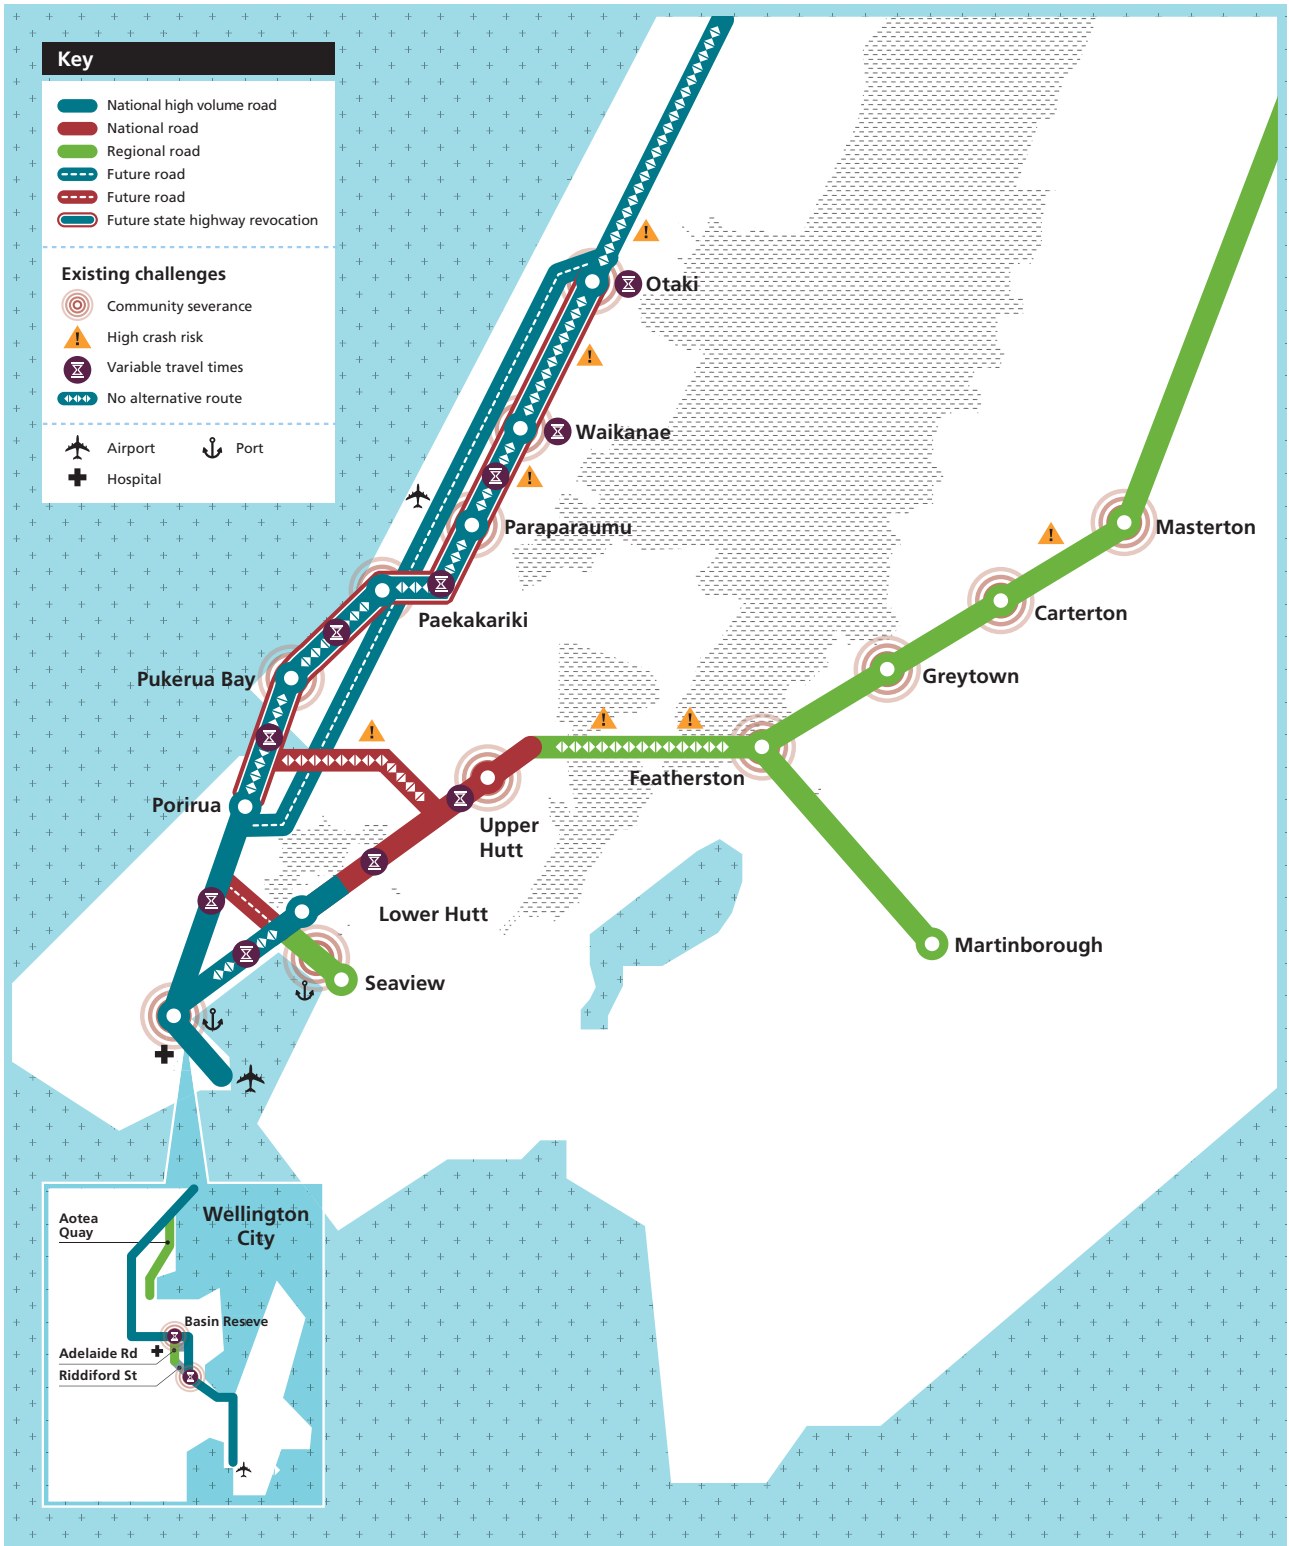 Key
National high volume road
National road
Regional road
Future road
Future road
Future state highway revocation
Existing challenges
Community severance
High crash risk
Variable travel times
No alternative route
Airport
Port
Hospital
!
Otaki
!
Waikanae
!
Paraparaumu
Masterton
!
Carterton
Paekakariki
Greytown
Pukerua Bay
!
!
!
Featherston
Porirua
Upper
Hutt
Lower Hutt
Martinborough
Seaview
Wellington
City
Aotea
Quay
Basin Reseve
Adelaide Rd
Riddiford St